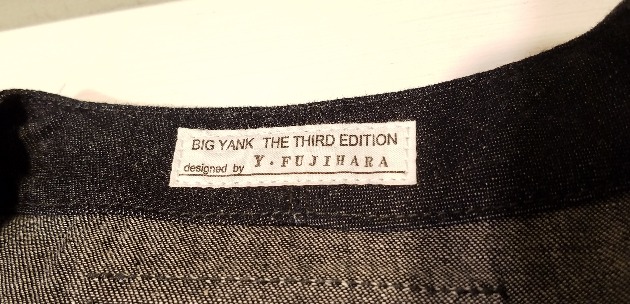 BIG YANK THE THIRD EDITION
designed by Y.FUJIHARA